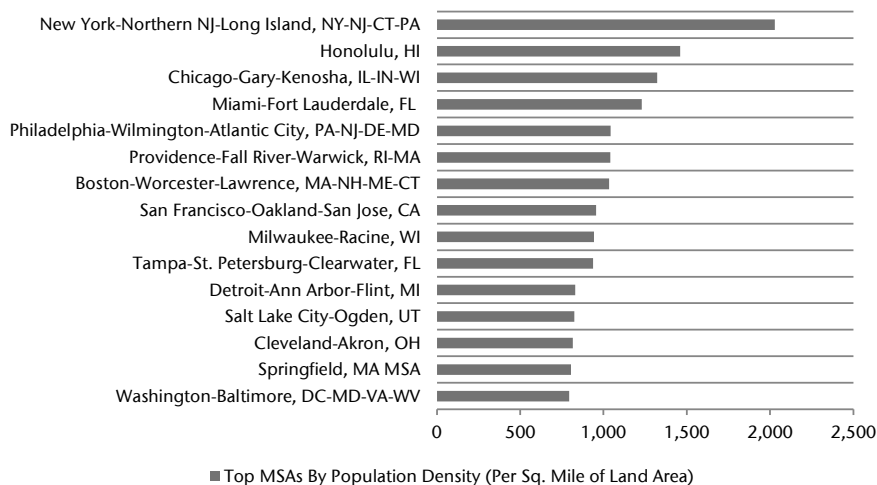 New York-Northern NJ-Long Island, NY-NJ-CT-PA
Honolulu, HI
Chicago-Gary-Kenosha, IL-IN-WI
Miami-Fort Lauderdale, FL
Philadelphia-Wilmington-Atlantic City, PA-NJ-DE-MD
Providence-Fall River-Warwick, RI-MA
Boston-Worcester-Lawrence, MA-NH-ME-CT
San Francisco-Oakland-San Jose, CA
Milwaukee-Racine, WI
Tampa-St. Petersburg-Clearwater, FL
Detroit-Ann Arbor-Flint, MI
Salt Lake City-Ogden, UT
Cleveland-Akron, OH
Springfield, MA MSA
Washington-Baltimore, DC-MD-VA-WV
0 500 1,000 1,500 2,000 2,500
Top MSAs By Population Density (Per Sq. Mile of Land Area)